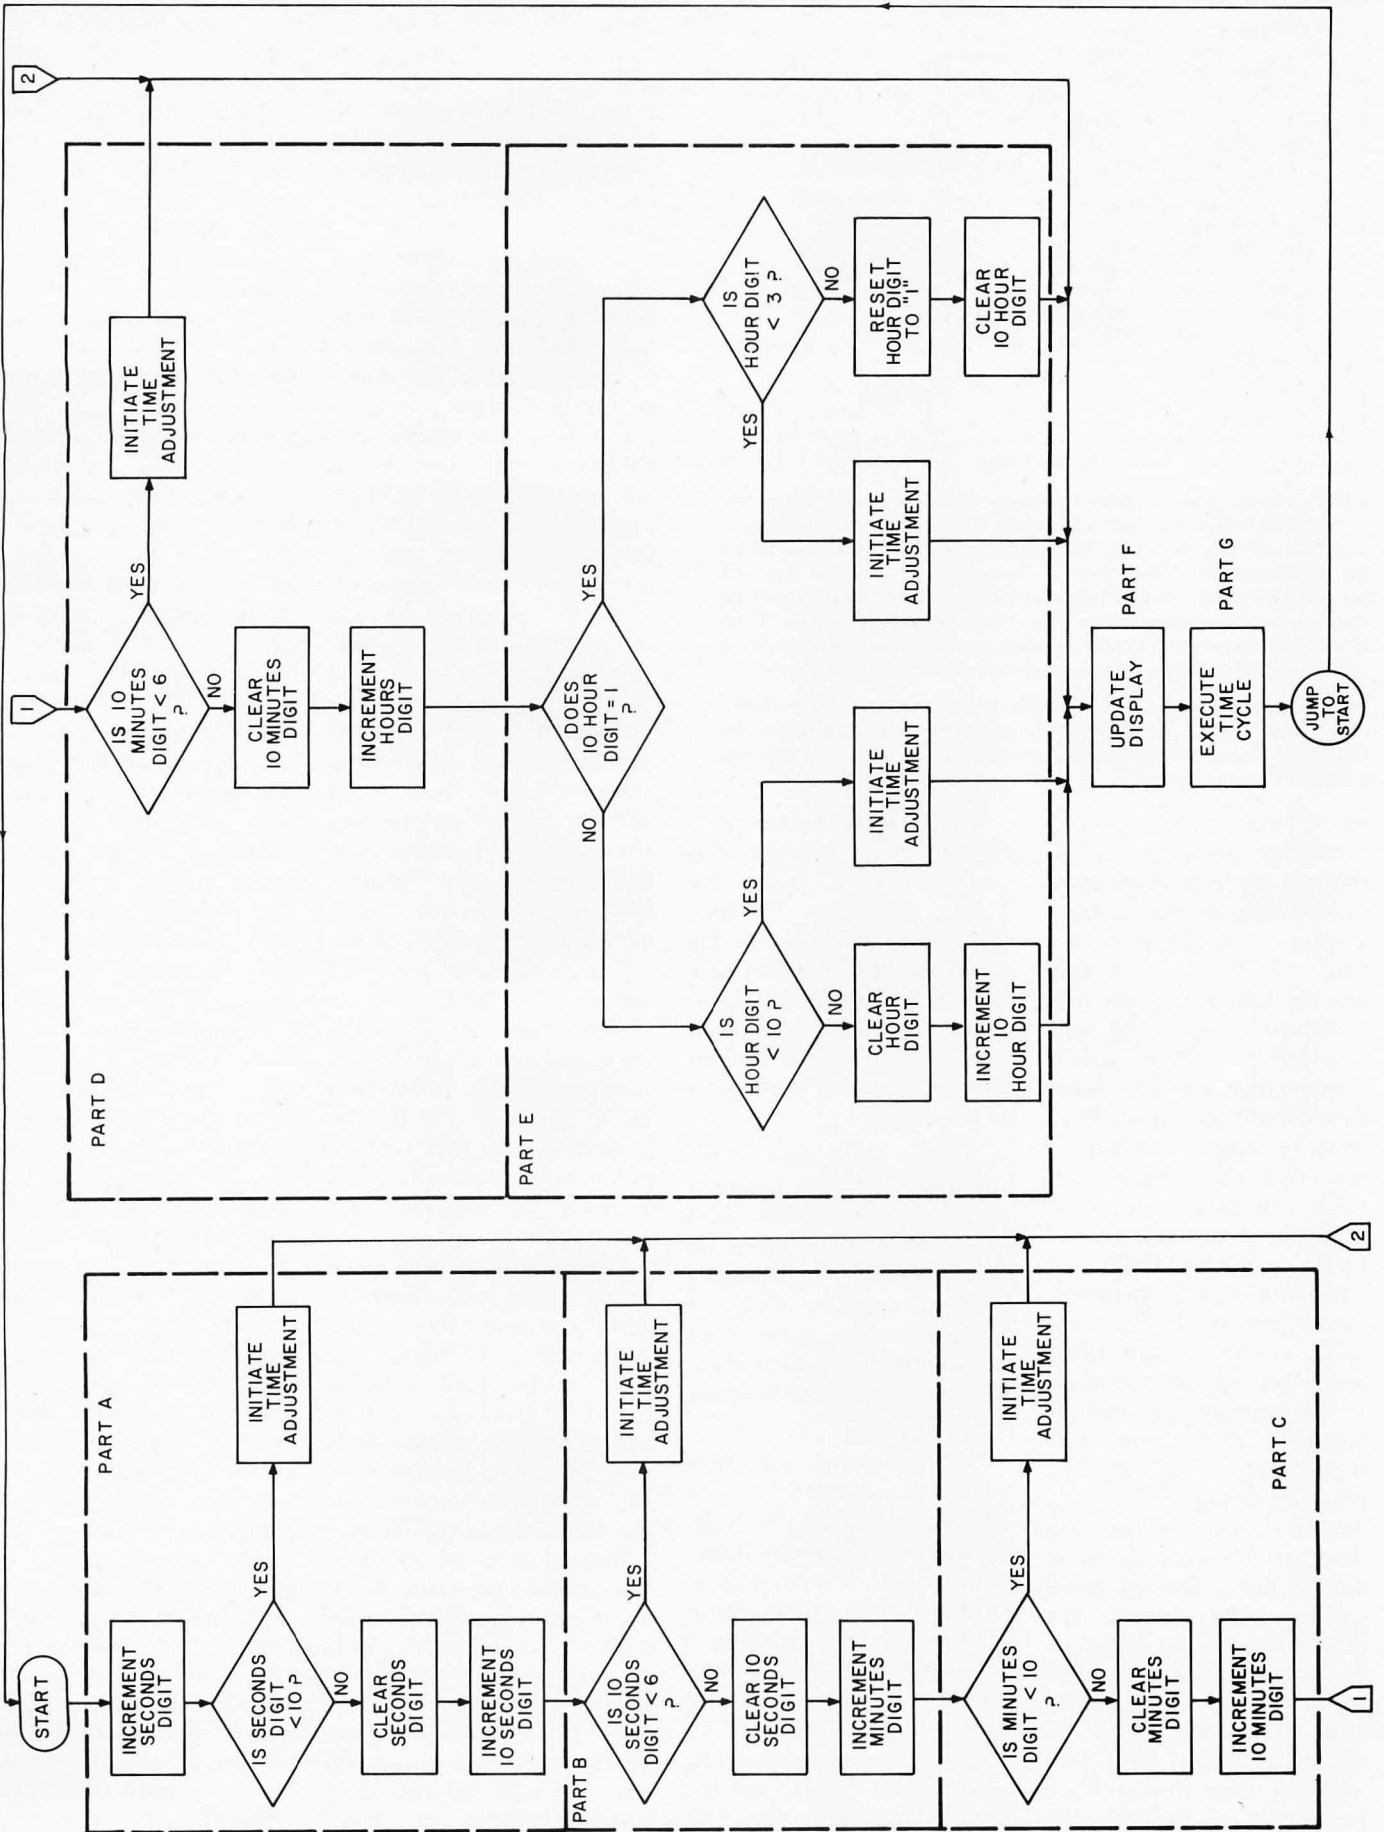 START
PART A
INCREMENT
SECONDS
DIGIT
IS SECONDS
DIGIT
< 10 ?
YES
INITIATE
TIME
ADJUSTMENT
NO
CLEAR
SECONDS
DIGIT
INCREMENT
10 SECONDS
DIGIT
PART B
IS 10
SECONDS
DIGIT < 6
?
YES
INITIATE
TIME
ADJUSTMENT
NO
CLEAR 10
SECONDS
DIGIT
INCREMENT
MINUTES
DIGIT
IS MINUTES
DIGIT < 10
?
YES
INITIATE
TIME
ADJUSTMENT
NO
CLEAR
MINUTES
DIGIT
INCREMENT
10 MINUTES
DIGIT
PART C
1
2
1
2
PART D
IS 10
MINUTES
DIGIT < 6
?
YES
INITIATE
TIME
ADJUSTMENT
NO
CLEAR
10 MINUTES
DIGIT
INCREMENT
HOURS
DIGIT
PART E
DOES
10 HOUR
DIGIT = 1
?
NO
YES
IS
HOUR DIGIT
< 10 ?
YES
INITIATE
TIME
ADJUSTMENT
NO
CLEAR
HOUR
DIGIT
INCREMENT
10
HOUR DIGIT
IS
HOUR DIGIT
< 3 ?
YES
INITIATE
TIME
ADJUSTMENT
NO
RESET
HOUR DIGIT
TO "1"
CLEAR
10 HOUR
DIGIT
UPDATE
DISPLAY
PART F
EXECUTE
TIME
CYCLE
PART G
JUMP
TO
START